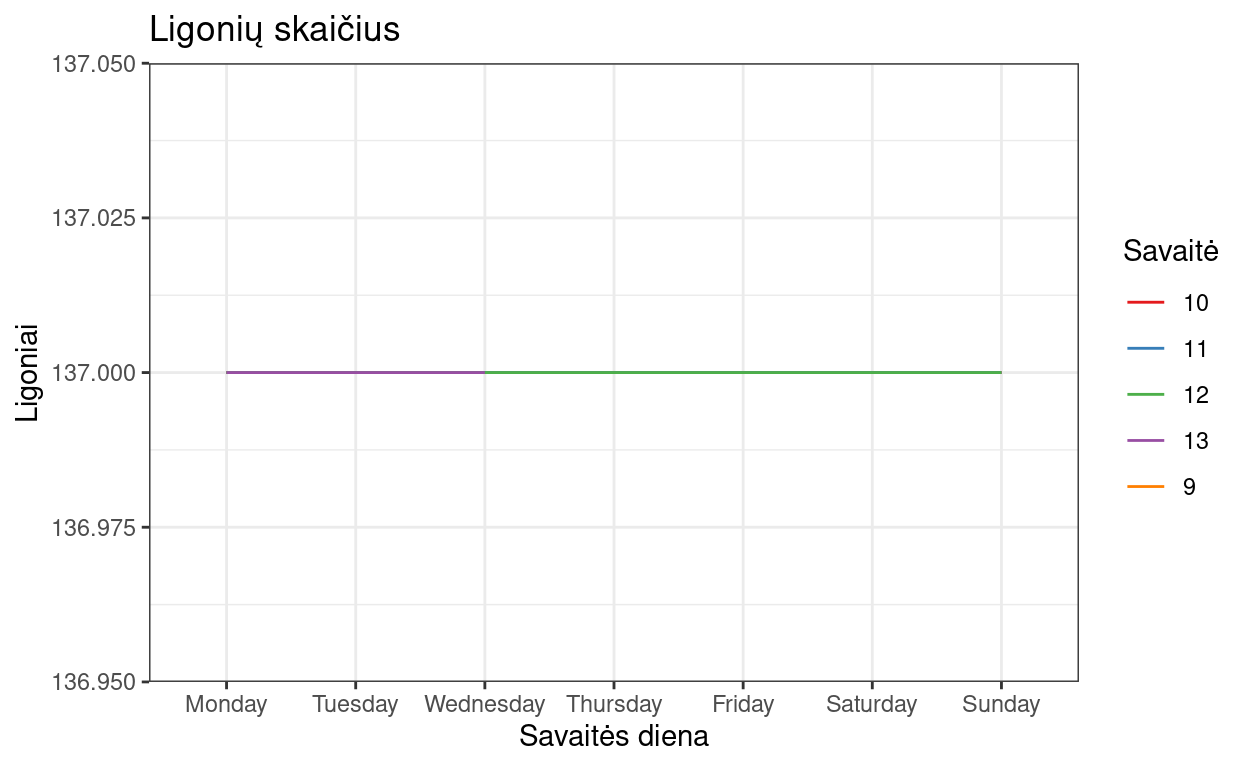 Ligonių skaičius
137.050
137.025
137.000
136.975
136.950
Ligoniai
Monday Tuesday Wednesday Thursday Friday Saturday Sunday
Savaitės diena
Savaitė
10
11
12
13
9